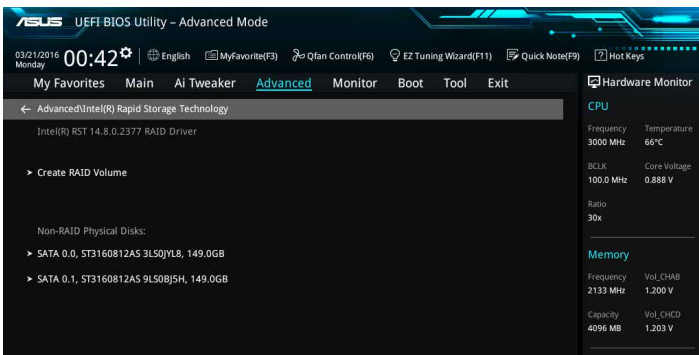 ASUS UEFI BIOS Utility – Advanced Mode
03/21/2016 Monday 00:42 English MyFavorite(F3) Qfan Control(F6) EZ Tuning Wizard(F11) Quick Note(F9) ? Hot Keys
My Favorites Main Ai Tweaker Advanced Monitor Boot Tool Exit
Hardware Monitor
← Advanced\Intel(R) Rapid Storage Technology
Intel(R) RST 14.8.0.2377 RAID Driver
> Create RAID Volume
Non-RAID Physical Disks:
> SATA 0.0, ST3160812AS 3LS0JYL8, 149.0GB
> SATA 0.1, ST3160812AS 9LS0BJ5H, 149.0GB
CPU
Frequency Temperature
3000 MHz 66°C
BCLK Core Voltage
100.0 MHz 0.888 V
Ratio
30x
Memory
Frequency Vol_CHAB
2133 MHz 1.200 V
Capacity Vol_CHCD
4096 MB 1.203 V